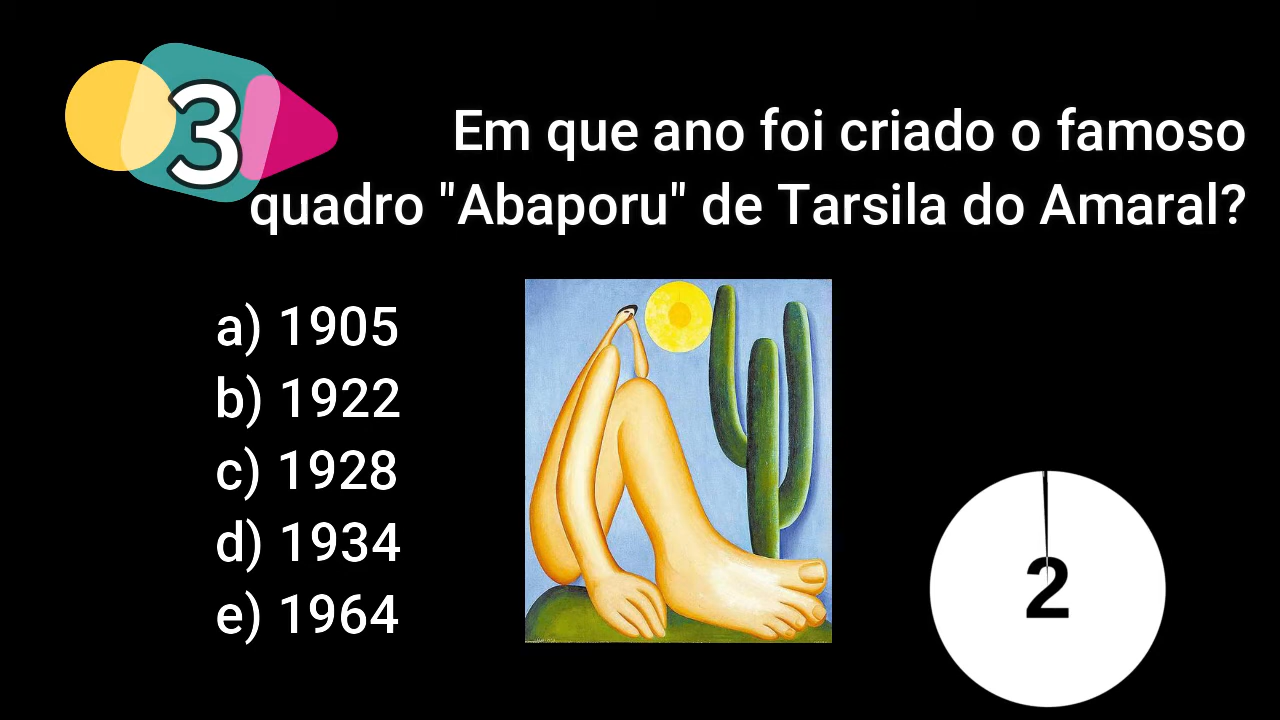 3
Em que ano foi criado o famoso
quadro "Abaporu" de Tarsila do Amaral?
a) 1905
b) 1922
c) 1928
d) 1934
e) 1964
2